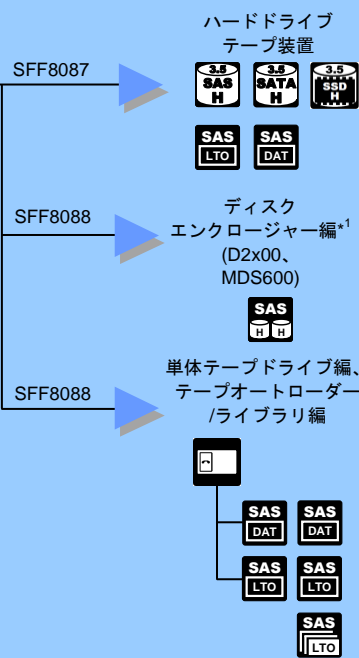 ハードドライブ
テープ装置
SFF8087
3.5 SAS H
3.5 SATA H
3.5 SSD H
SAS LTO
SAS DAT
SFF8088
ディスク
エンクロージャー編*1
(D2x00、
MDS600)
SAS H H
単体テープドライブ編、
SFF8088
テープオートローダー
/ライブラリ編
SAS DAT
SAS DAT
SAS LTO
SAS LTO
SAS LTO